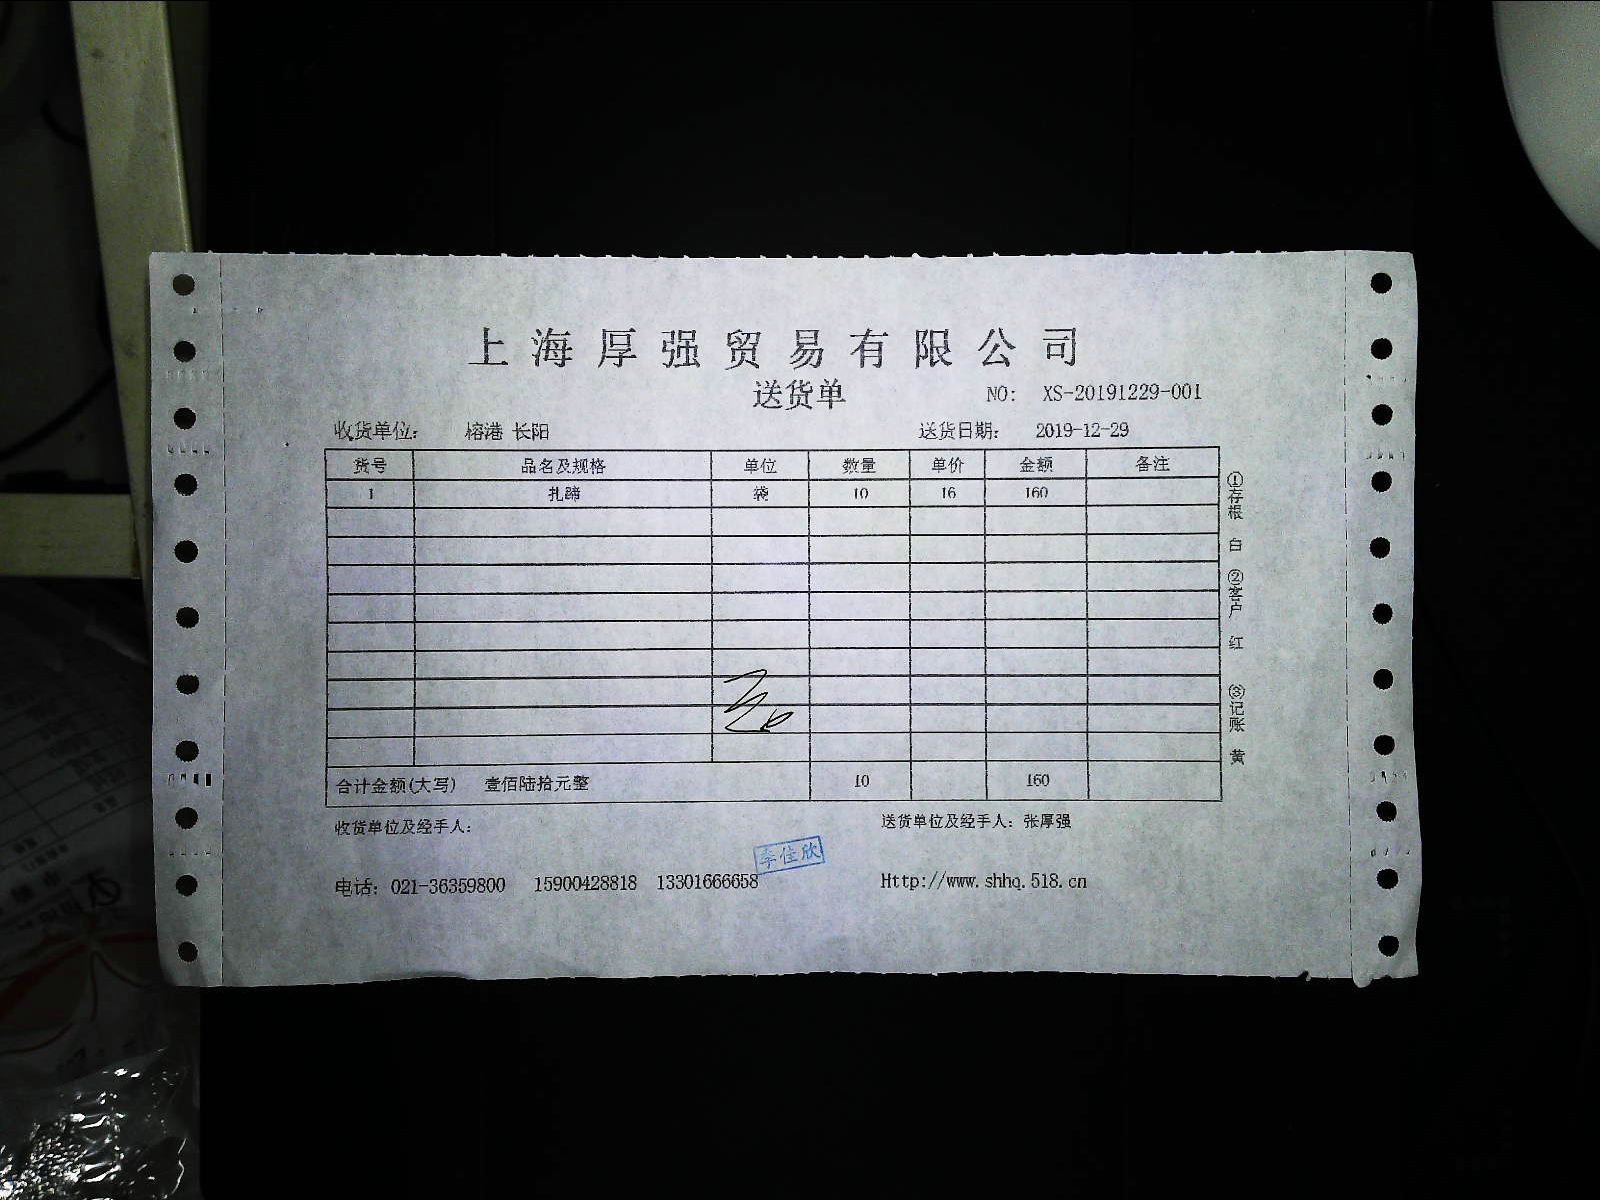 上海厚强贸易有限公司
送货单
NO: XS-20191229-001
收货单位: 榕港 长阳 送货日期: 2019-12-29
货号 品名及规格 单位 数量 单价 金额 备注
1 扎蹄 袋 10 16 160
合计金额(大写) 壹佰陆拾元整 10 160
收货单位及经手人: 送货单位及经手人: 张厚强
李佳欣
电话: 021-36359800 15900428818 13301666658 Http://www.shhq.518.cn
①存根 白 ②客户 红 ③记账 黄